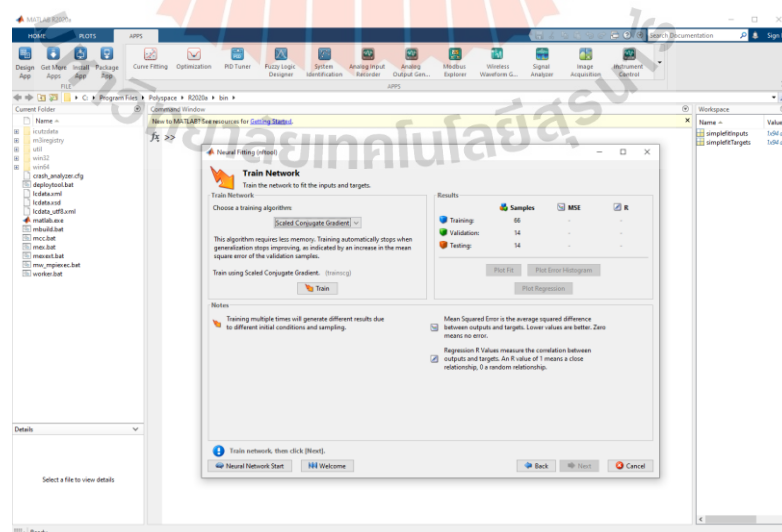 MATLAB R2020a
HOME PLOTS APPS
Search Documentation
Sign
Design App
Get More Apps
Install App
Package App
Curve Fitting
Optimization
PID Tuner
Fuzzy Logic Designer
System Identification
Analog Input Recorder
Analog Output Gen...
Modbus Explorer
Wireless Waveform G...
Signal Analyzer
Image Acquisition
Instrument Control
FILE
APPS
C: ▸ Program Files ▸ Polyspace ▸ R2020a ▸ bin ▸
Current Folder
Name
icutzdata
m3iregistry
util
win32
win64
crash_analyzer.cfg
deploytool.bat
lcdata.xml
lcdata.xsd
lcdata_utf8.xml
matlab.exe
mbuild.bat
mcc.bat
mex.bat
mexext.bat
mw_mpiexec.bat
worker.bat
Details
Select a file to view details
Ready
Command Window
New to MATLAB? See resources for Getting Started.
fx >>
Workspace
Name Value
simplefitInputs 1x94
simplefitTargets 1x94
Neural Fitting (nftool)
Train Network
Train the network to fit the inputs and targets.
Train Network
Choose a training algorithm:
Scaled Conjugate Gradient
This algorithm requires less memory. Training automatically stops when
generalization stops improving, as indicated by an increase in the mean
square error of the validation samples.
Train using Scaled Conjugate Gradient. (trainscg)
Train
Results
Samples MSE R
Training: 66 - -
Validation: 14 - -
Testing: 14 - -
Plot Fit Plot Error Histogram
Plot Regression
Notes
Training multiple times will generate different results due
to different initial conditions and sampling.
Mean Squared Error is the average squared difference
between outputs and targets. Lower values are better. Zero
means no error.
Regression R Values measure the correlation between
outputs and targets. An R value of 1 means a close
relationship, 0 a random relationship.
Train network, then click [Next].
Neural Network Start Welcome Back Next Cancel